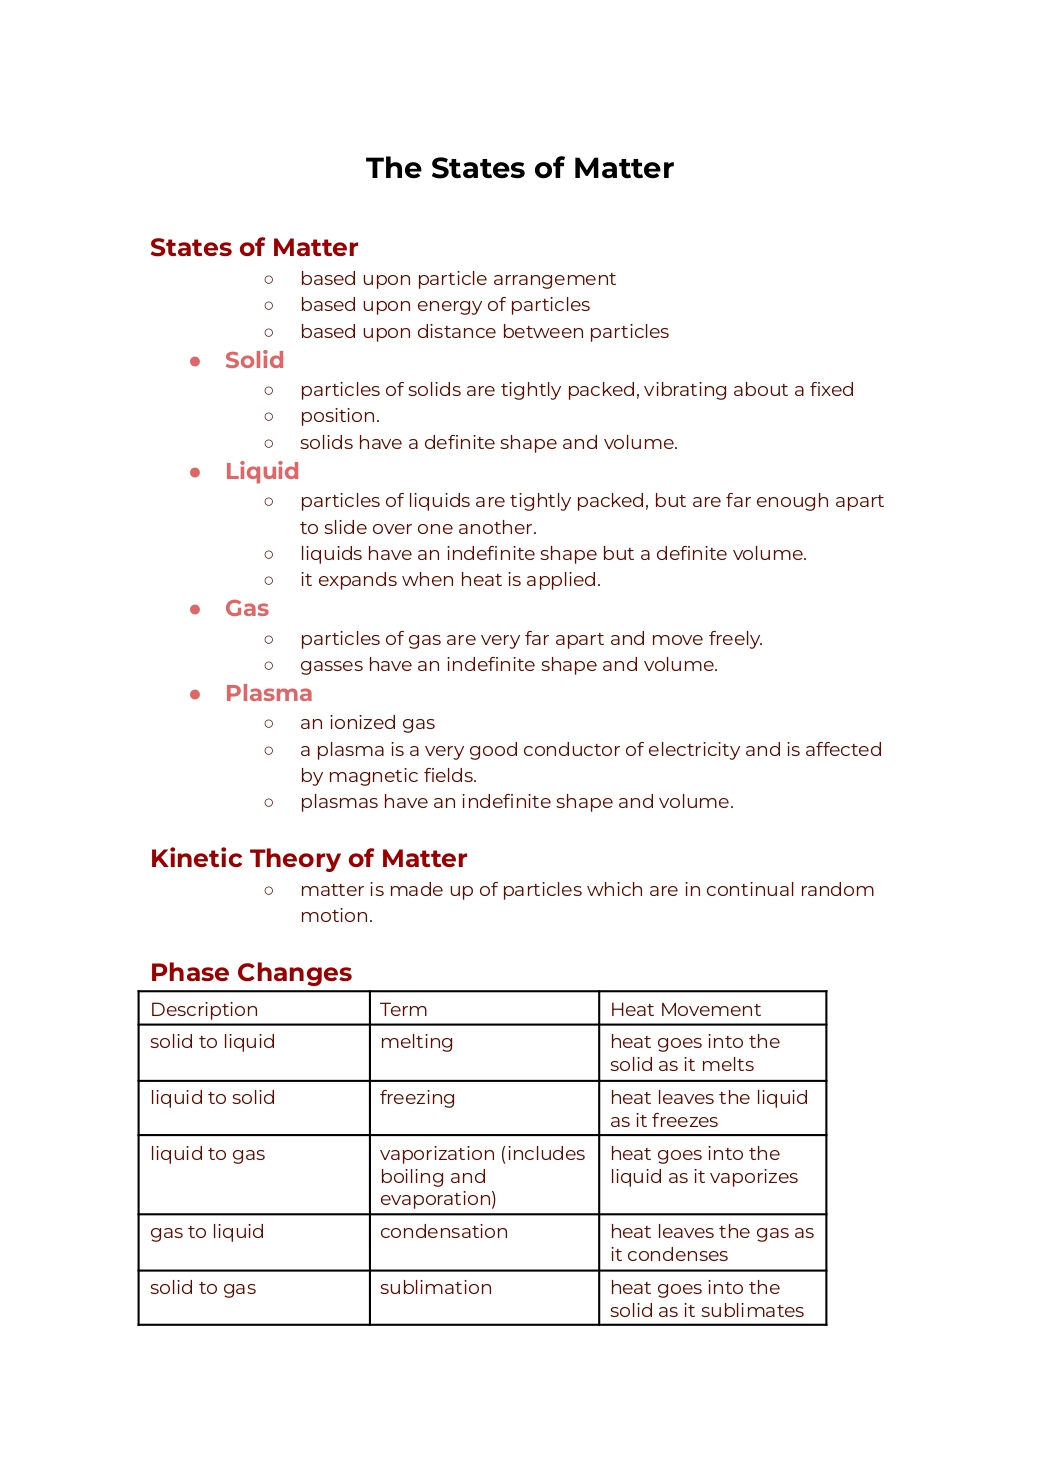 The States of Matter
States of Matter
○ based upon particle arrangement
○ based upon energy of particles
○ based upon distance between particles
● Solid
○ particles of solids are tightly packed, vibrating about a fixed
○ position.
○ solids have a definite shape and volume.
● Liquid
○ particles of liquids are tightly packed, but are far enough apart
to slide over one another.
○ liquids have an indefinite shape but a definite volume.
○ it expands when heat is applied.
● Gas
○ particles of gas are very far apart and move freely.
○ gasses have an indefinite shape and volume.
● Plasma
○ an ionized gas
○ a plasma is a very good conductor of electricity and is affected
by magnetic fields.
○ plasmas have an indefinite shape and volume.
Kinetic Theory of Matter
○ matter is made up of particles which are in continual random
motion.
Phase Changes
Description Term Heat Movement
solid to liquid melting heat goes into the
solid as it melts
liquid to solid freezing heat leaves the liquid
as it freezes
liquid to gas vaporization (includes heat goes into the
boiling and liquid as it vaporizes
evaporation)
gas to liquid condensation heat leaves the gas as
it condenses
solid to gas sublimation heat goes into the
solid as it sublimates